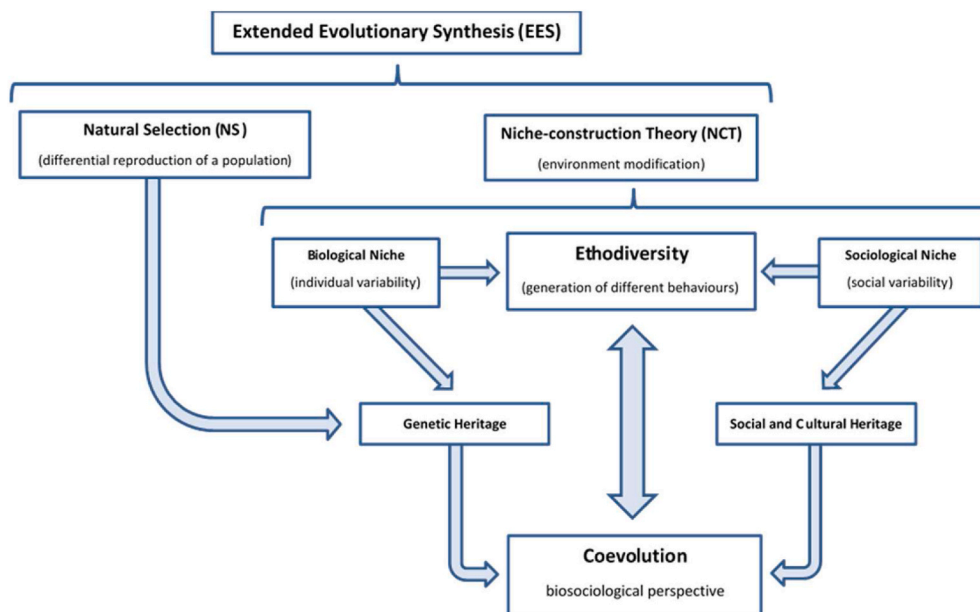 Extended Evolutionary Synthesis (EES)
Natural Selection (NS)
(differential reproduction of a population)
Niche-construction Theory (NCT)
(environment modification)
Biological Niche
(individual variability)
Ethodiversity
(generation of different behaviours)
Sociological Niche
(social variability)
Genetic Heritage
Social and Cultural Heritage
Coevolution
biosociological perspective